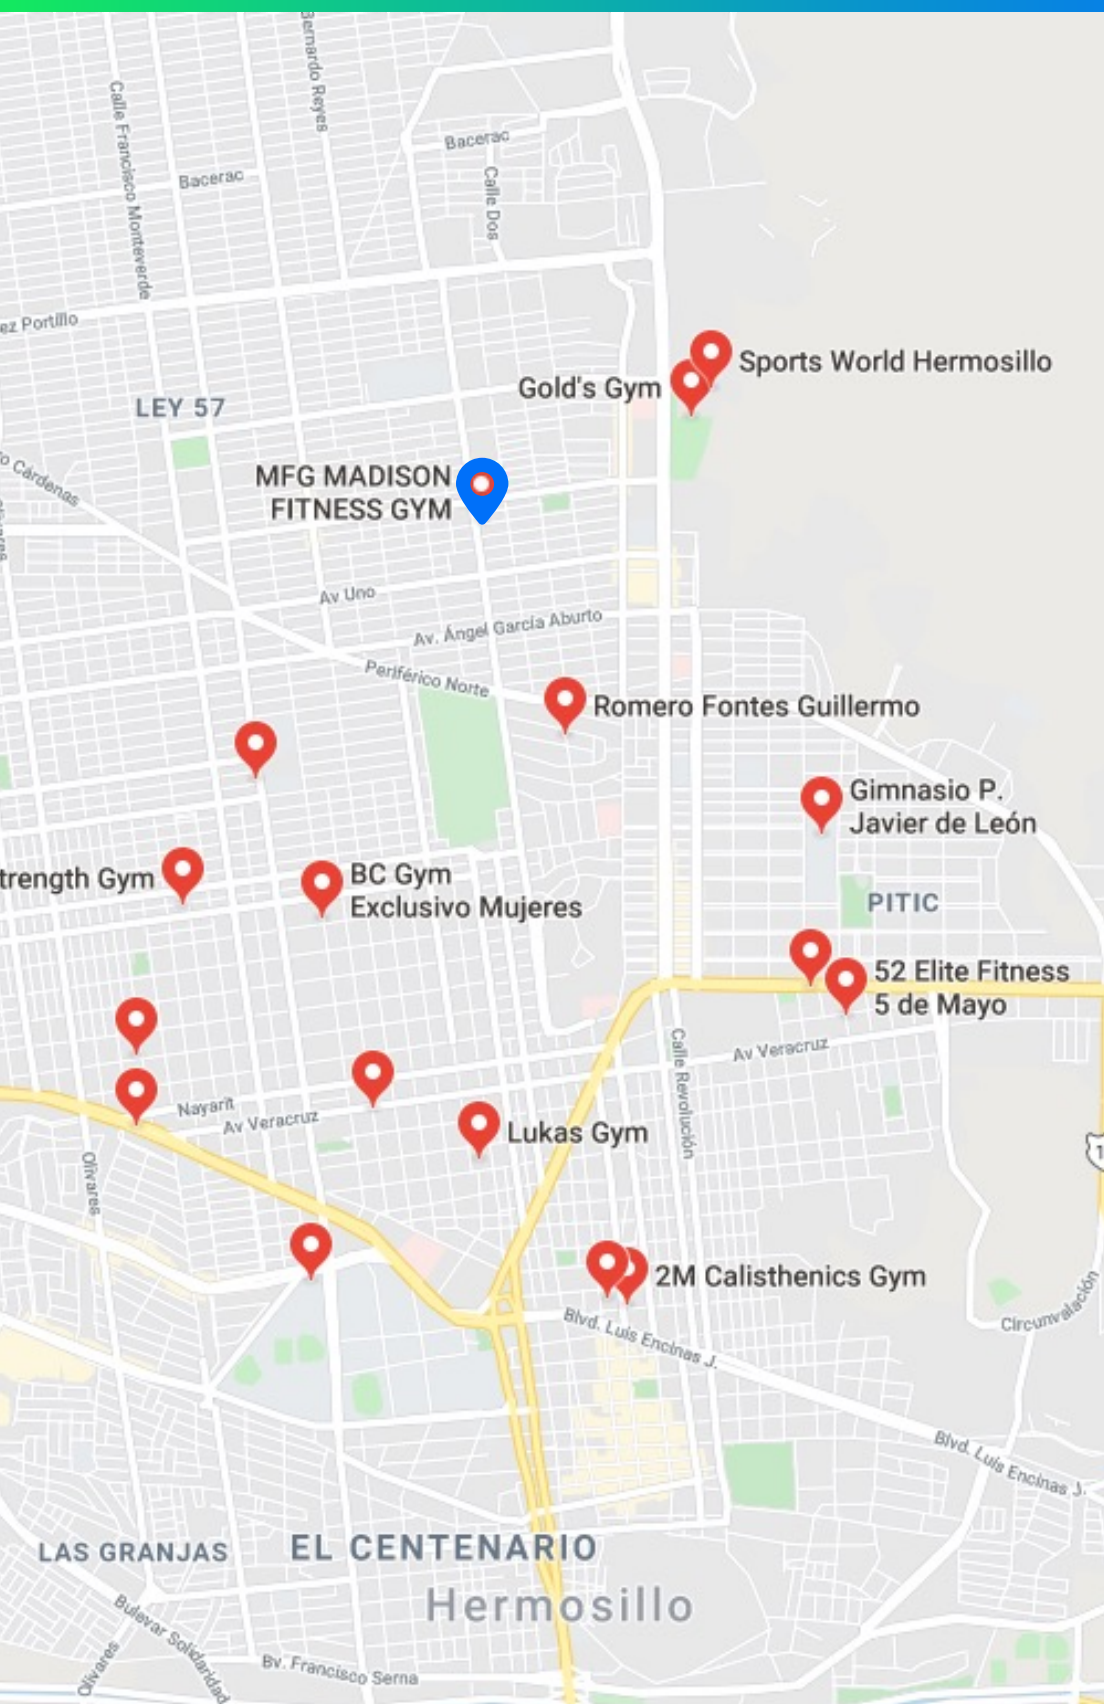 Bernardo Reyes
Calle Francisco Monteverde
Bacerac
Bacerac
Calle Dos
ez Portillo
Sports World Hermosillo
Gold's Gym
LEY 57
o Cárdenas
MFG MADISON
FITNESS GYM
Av Uno
Av. Ángel García Aburto
Periférico Norte
Romero Fontes Guillermo
Gimnasio P.
Javier de León
trength Gym
BC Gym
Exclusivo Mujeres
PITIC
52 Elite Fitness
5 de Mayo
Calle Revolución
Av Veracruz
Nayarit
Av Veracruz
Lukas Gym
Olivares
1
2M Calisthenics Gym
Blvd. Luis Encinas J.
Circunvalación
Blvd. Luis Encinas J.
LAS GRANJAS
EL CENTENARIO
Hermosillo
Bulevar Solidaridad
Olivares
Bv. Francisco Serna